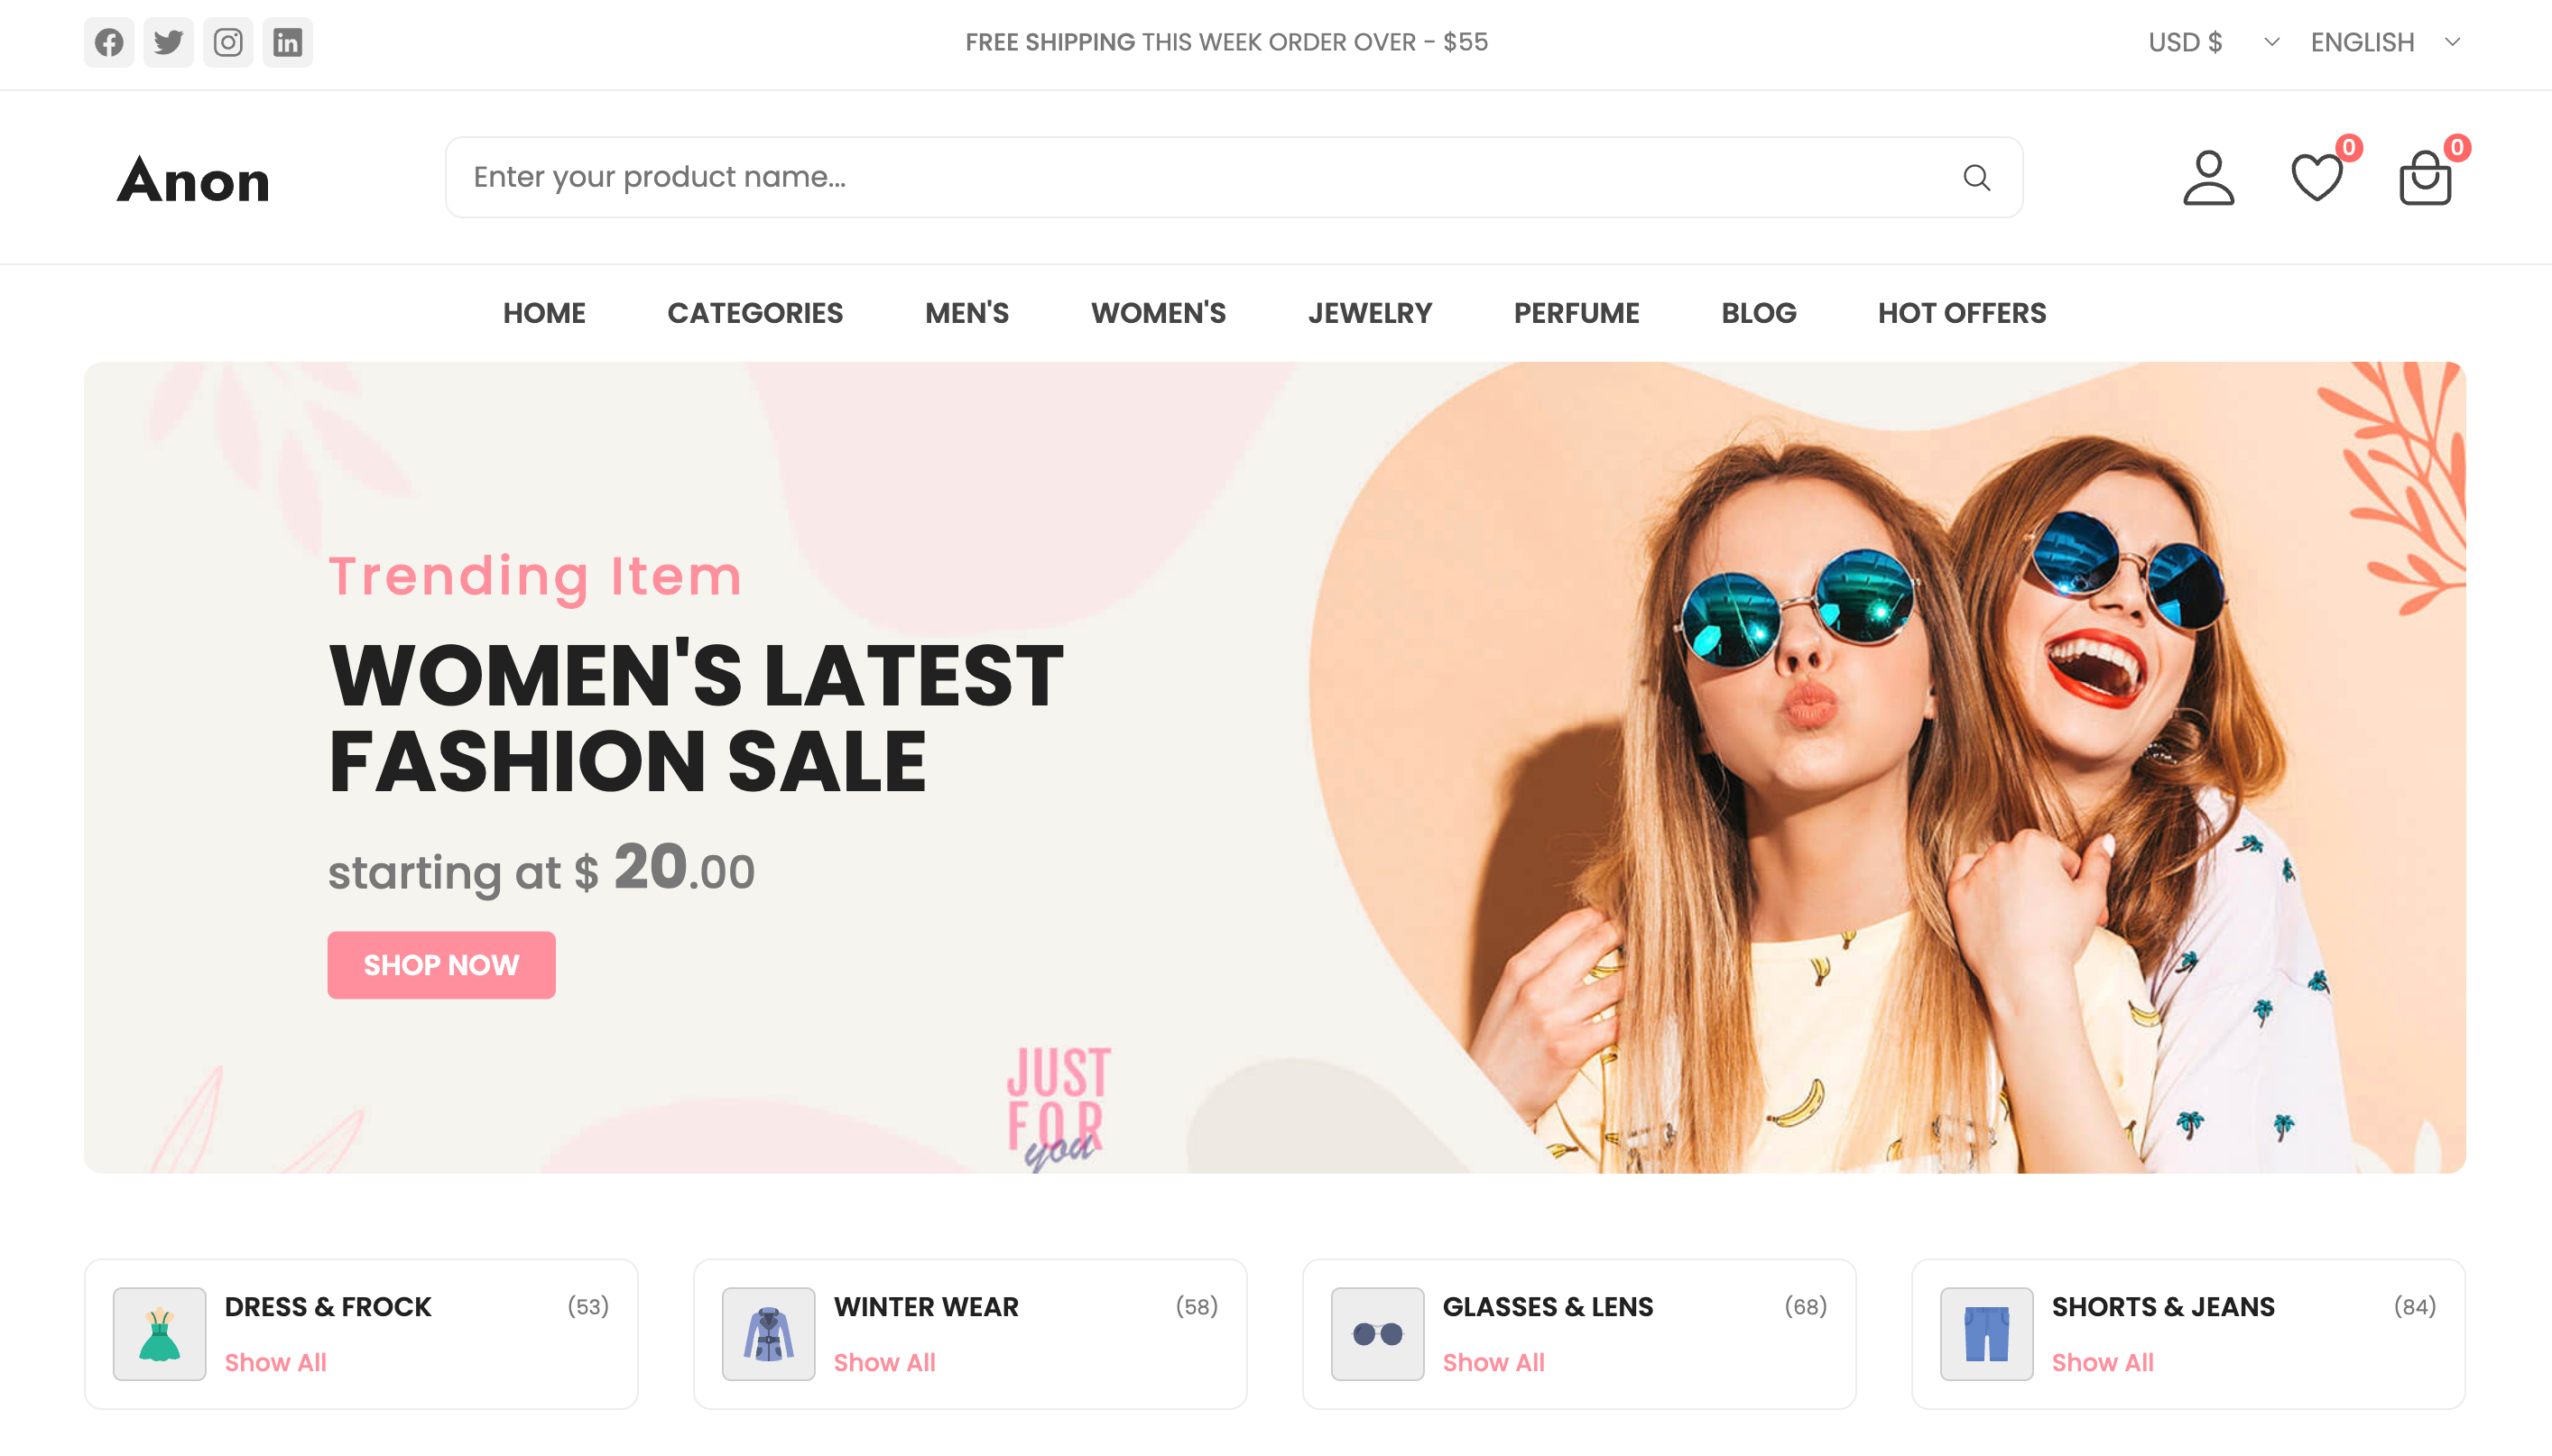 FREE SHIPPING THIS WEEK ORDER OVER - $55
USD $
ENGLISH
Anon
Enter your product name...
0
0
HOME
CATEGORIES
MEN'S
WOMEN'S
JEWELRY
PERFUME
BLOG
HOT OFFERS
Trending Item
WOMEN'S LATEST
FASHION SALE
starting at $ 20.00
SHOP NOW
JUST
FOR
you
DRESS & FROCK
(53)
Show All
WINTER WEAR
(58)
Show All
GLASSES & LENS
(68)
Show All
SHORTS & JEANS
(84)
Show All